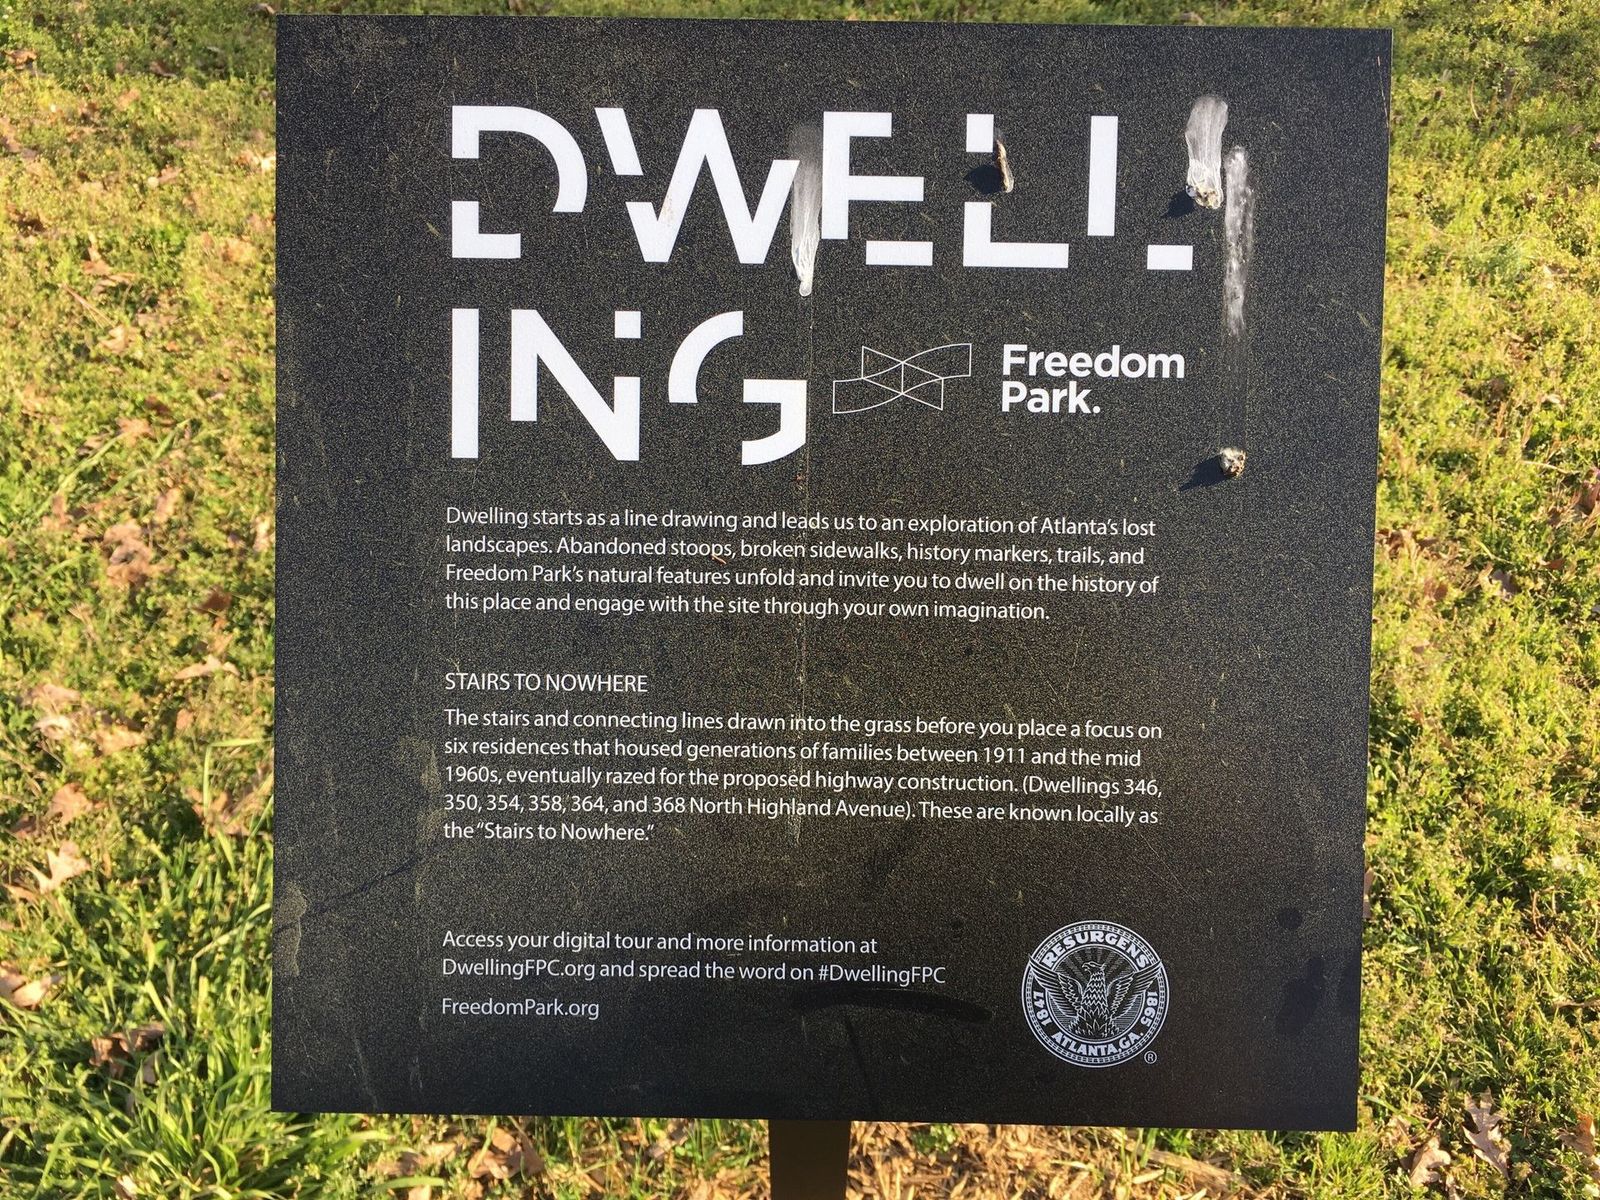 DWELL
ING
Freedom
Park.
Dwelling starts as a line drawing and leads us to an exploration of Atlanta's lost
landscapes. Abandoned stoops, broken sidewalks, history markers, trails, and
Freedom Park's natural features unfold and invite you to dwell on the history of
this place and engage with the site through your own imagination.
STAIRS TO NOWHERE
The stairs and connecting lines drawn into the grass before you place a focus on
six residences that housed generations of families between 1911 and the mid
1960s, eventually razed for the proposed highway construction. (Dwellings 346,
350, 354, 358, 364, and 368 North Highland Avenue). These are known locally as
the "Stairs to Nowhere."
Access your digital tour and more information at
DwellingFPC.org and spread the word on #DwellingFPC
FreedomPark.org
RESURGENS
1847 1865
ATLANTA, GA.
®